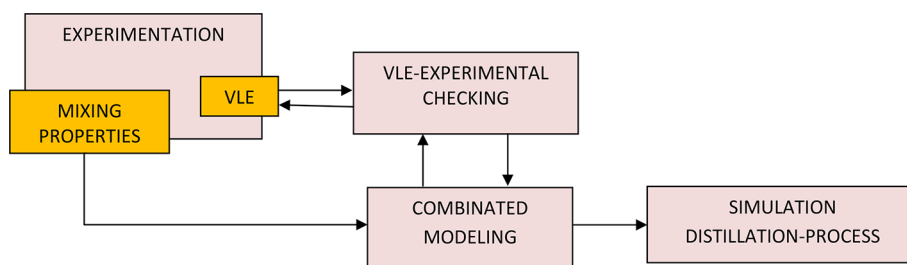 EXPERIMENTATION
VLE
MIXING
PROPERTIES
VLE-EXPERIMENTAL
CHECKING
COMBINATED
MODELING
SIMULATION
DISTILLATION-PROCESS